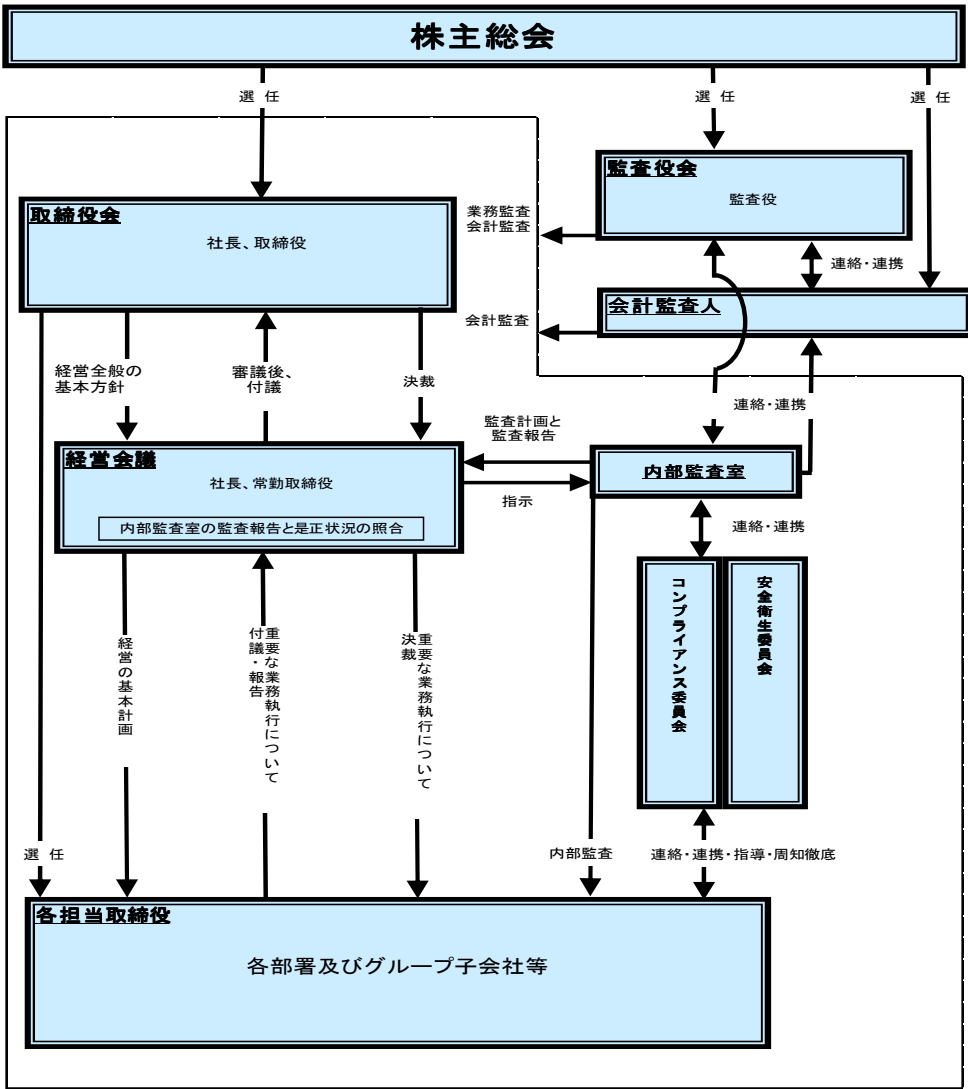 株主総会
選 任
選 任
選 任
監査役会
監査役
取締役会
社長、取締役
業務監査
会計監査
連絡・連携
会計監査人
会計監査
経営全般の
基本方針
審議後、
付議
決裁
連絡・連携
監査計画と
監査報告
経営会議
社長、常勤取締役
内部監査室の監査報告と是正状況の照合
内部監査室
指示
連絡・連携
コンプライアンス委員会
安全衛生委員会
経営の基本計画
重要な業務執行について
付議・報告
重要な業務執行について
決裁
選 任
内部監査
連絡・連携・指導・周知徹底
各担当取締役
各部署及びグループ子会社等